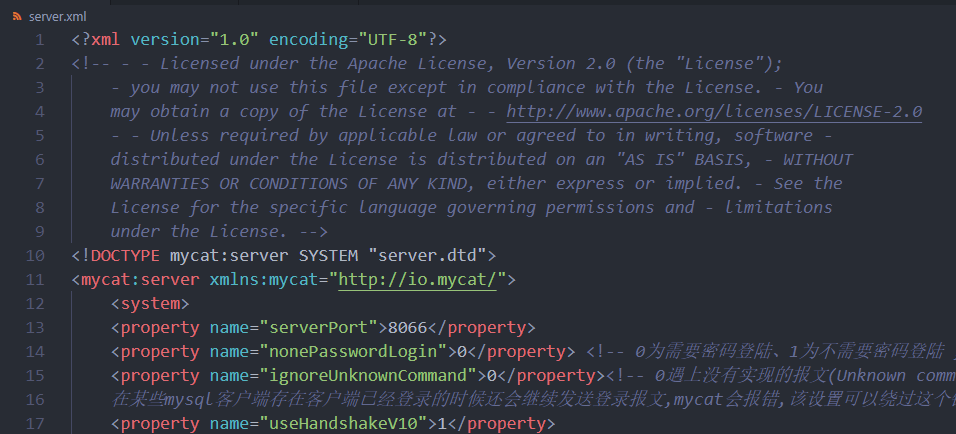 server.xml
1 <?xml version="1.0" encoding="UTF-8"?>
2 <!-- - - Licensed under the Apache License, Version 2.0 (the "License");
3 - you may not use this file except in compliance with the License. - You
4 may obtain a copy of the License at - - http://www.apache.org/licenses/LICENSE-2.0
5 - - Unless required by applicable law or agreed to in writing, software -
6 distributed under the License is distributed on an "AS IS" BASIS, - WITHOUT
7 WARRANTIES OR CONDITIONS OF ANY KIND, either express or implied. - See the
8 License for the specific language governing permissions and - limitations
9 under the License. -->
10 <!DOCTYPE mycat:server SYSTEM "server.dtd">
11 <mycat:server xmlns:mycat="http://io.mycat/">
12 <system>
13 <property name="serverPort">8066</property>
14 <property name="nonePasswordLogin">0</property> <!-- 0为需要密码登陆、1为不需要密码登陆
15 <property name="ignoreUnknownCommand">0</property><!-- 0遇上没有实现的报文(Unknown comm
16 在某些mysql客户端存在客户端已经登录的时候还会继续发送登录报文,mycat会报错,该设置可以绕过这个
17 <property name="useHandshakeV10">1</property>